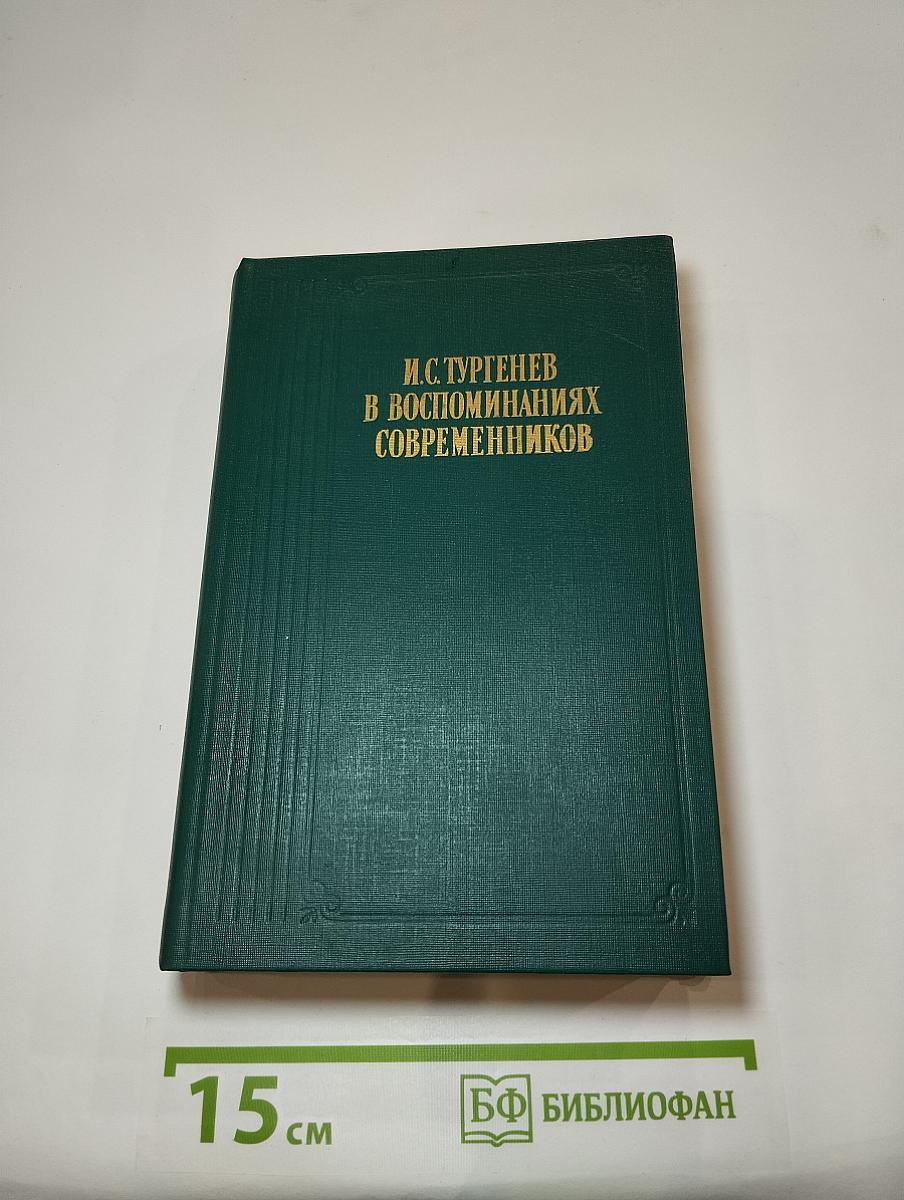 И.С.ТУРГЕНЕВ
В ВОСПОМИНАНИЯХ
СОВРЕМЕННИКОВ
15 см
БФ БИБЛИОФАН